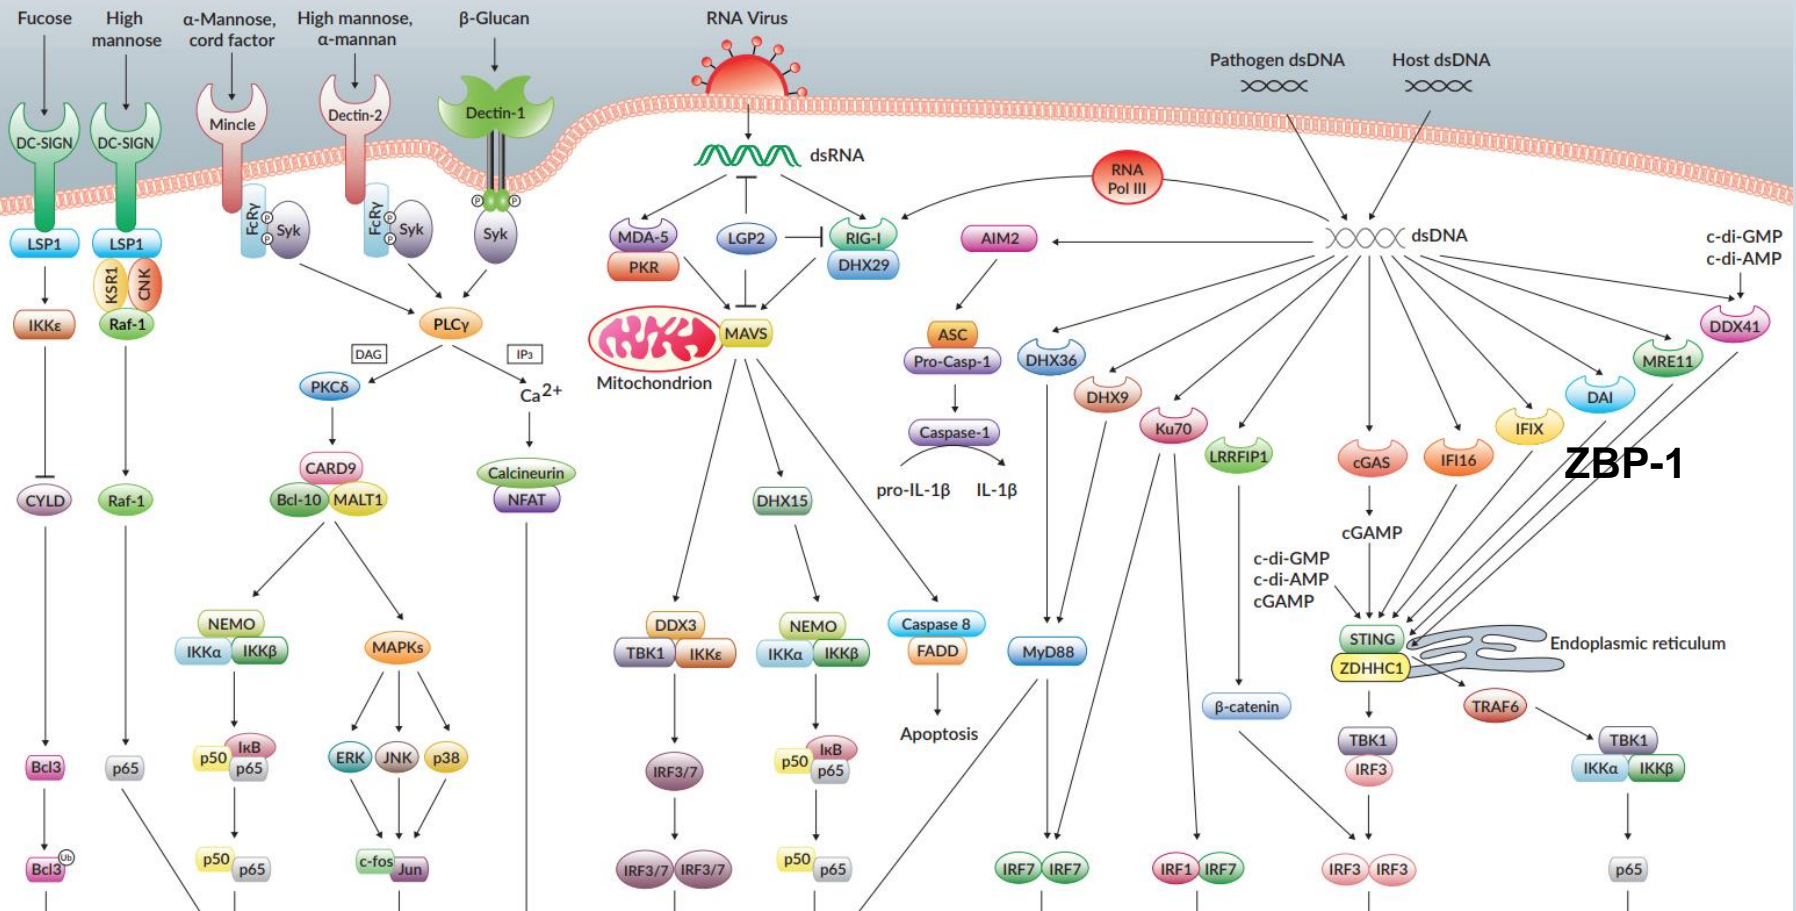 Fucose
High
mannose
α-Mannose,
cord factor
High mannose,
α-mannan
β-Glucan
RNA Virus
Pathogen dsDNA
Host dsDNA
DC-SIGN
DC-SIGN
Mincle
Dectin-2
Dectin-1
dsRNA
RNA
Pol III
LSP1
LSP1
FcRγ
P
P
Syk
FcRγ
P
P
Syk
P
P
Syk
MDA-5
PKR
LGP2
RIG-I
DHX29
AIM2
dsDNA
c-di-GMP
c-di-AMP
KSR1
CNK
IKKε
Raf-1
PLCγ
DAG
IP3
MAVS
Mitochondrion
ASC
Pro-Casp-1
DHX36
DHX9
Ku70
LRRFIP1
cGAS
IFI16
IFIX
DAI
MRE11
DDX41
ZBP-1
PKCδ
Ca2+
Caspase-1
pro-IL-1β
IL-1β
CARD9
Bcl-10
MALT1
Calcineurin
NFAT
CYLD
Raf-1
DHX15
cGAMP
c-di-GMP
c-di-AMP
cGAMP
NEMO
IKKα
IKKβ
MAPKs
DDX3
TBK1
IKKε
NEMO
IKKα
IKKβ
Caspase 8
FADD
MyD88
STING
ZDHHC1
Endoplasmic reticulum
Apoptosis
β-catenin
TRAF6
Bcl3
p65
p50
IκB
p65
ERK
JNK
p38
IRF3/7
p50
IκB
p65
TBK1
IRF3
TBK1
IKKα
IKKβ
Bcl3
Ub
p50
p65
c-fos
Jun
IRF3/7
IRF3/7
p50
p65
IRF7
IRF7
IRF1
IRF7
IRF3
IRF3
p65